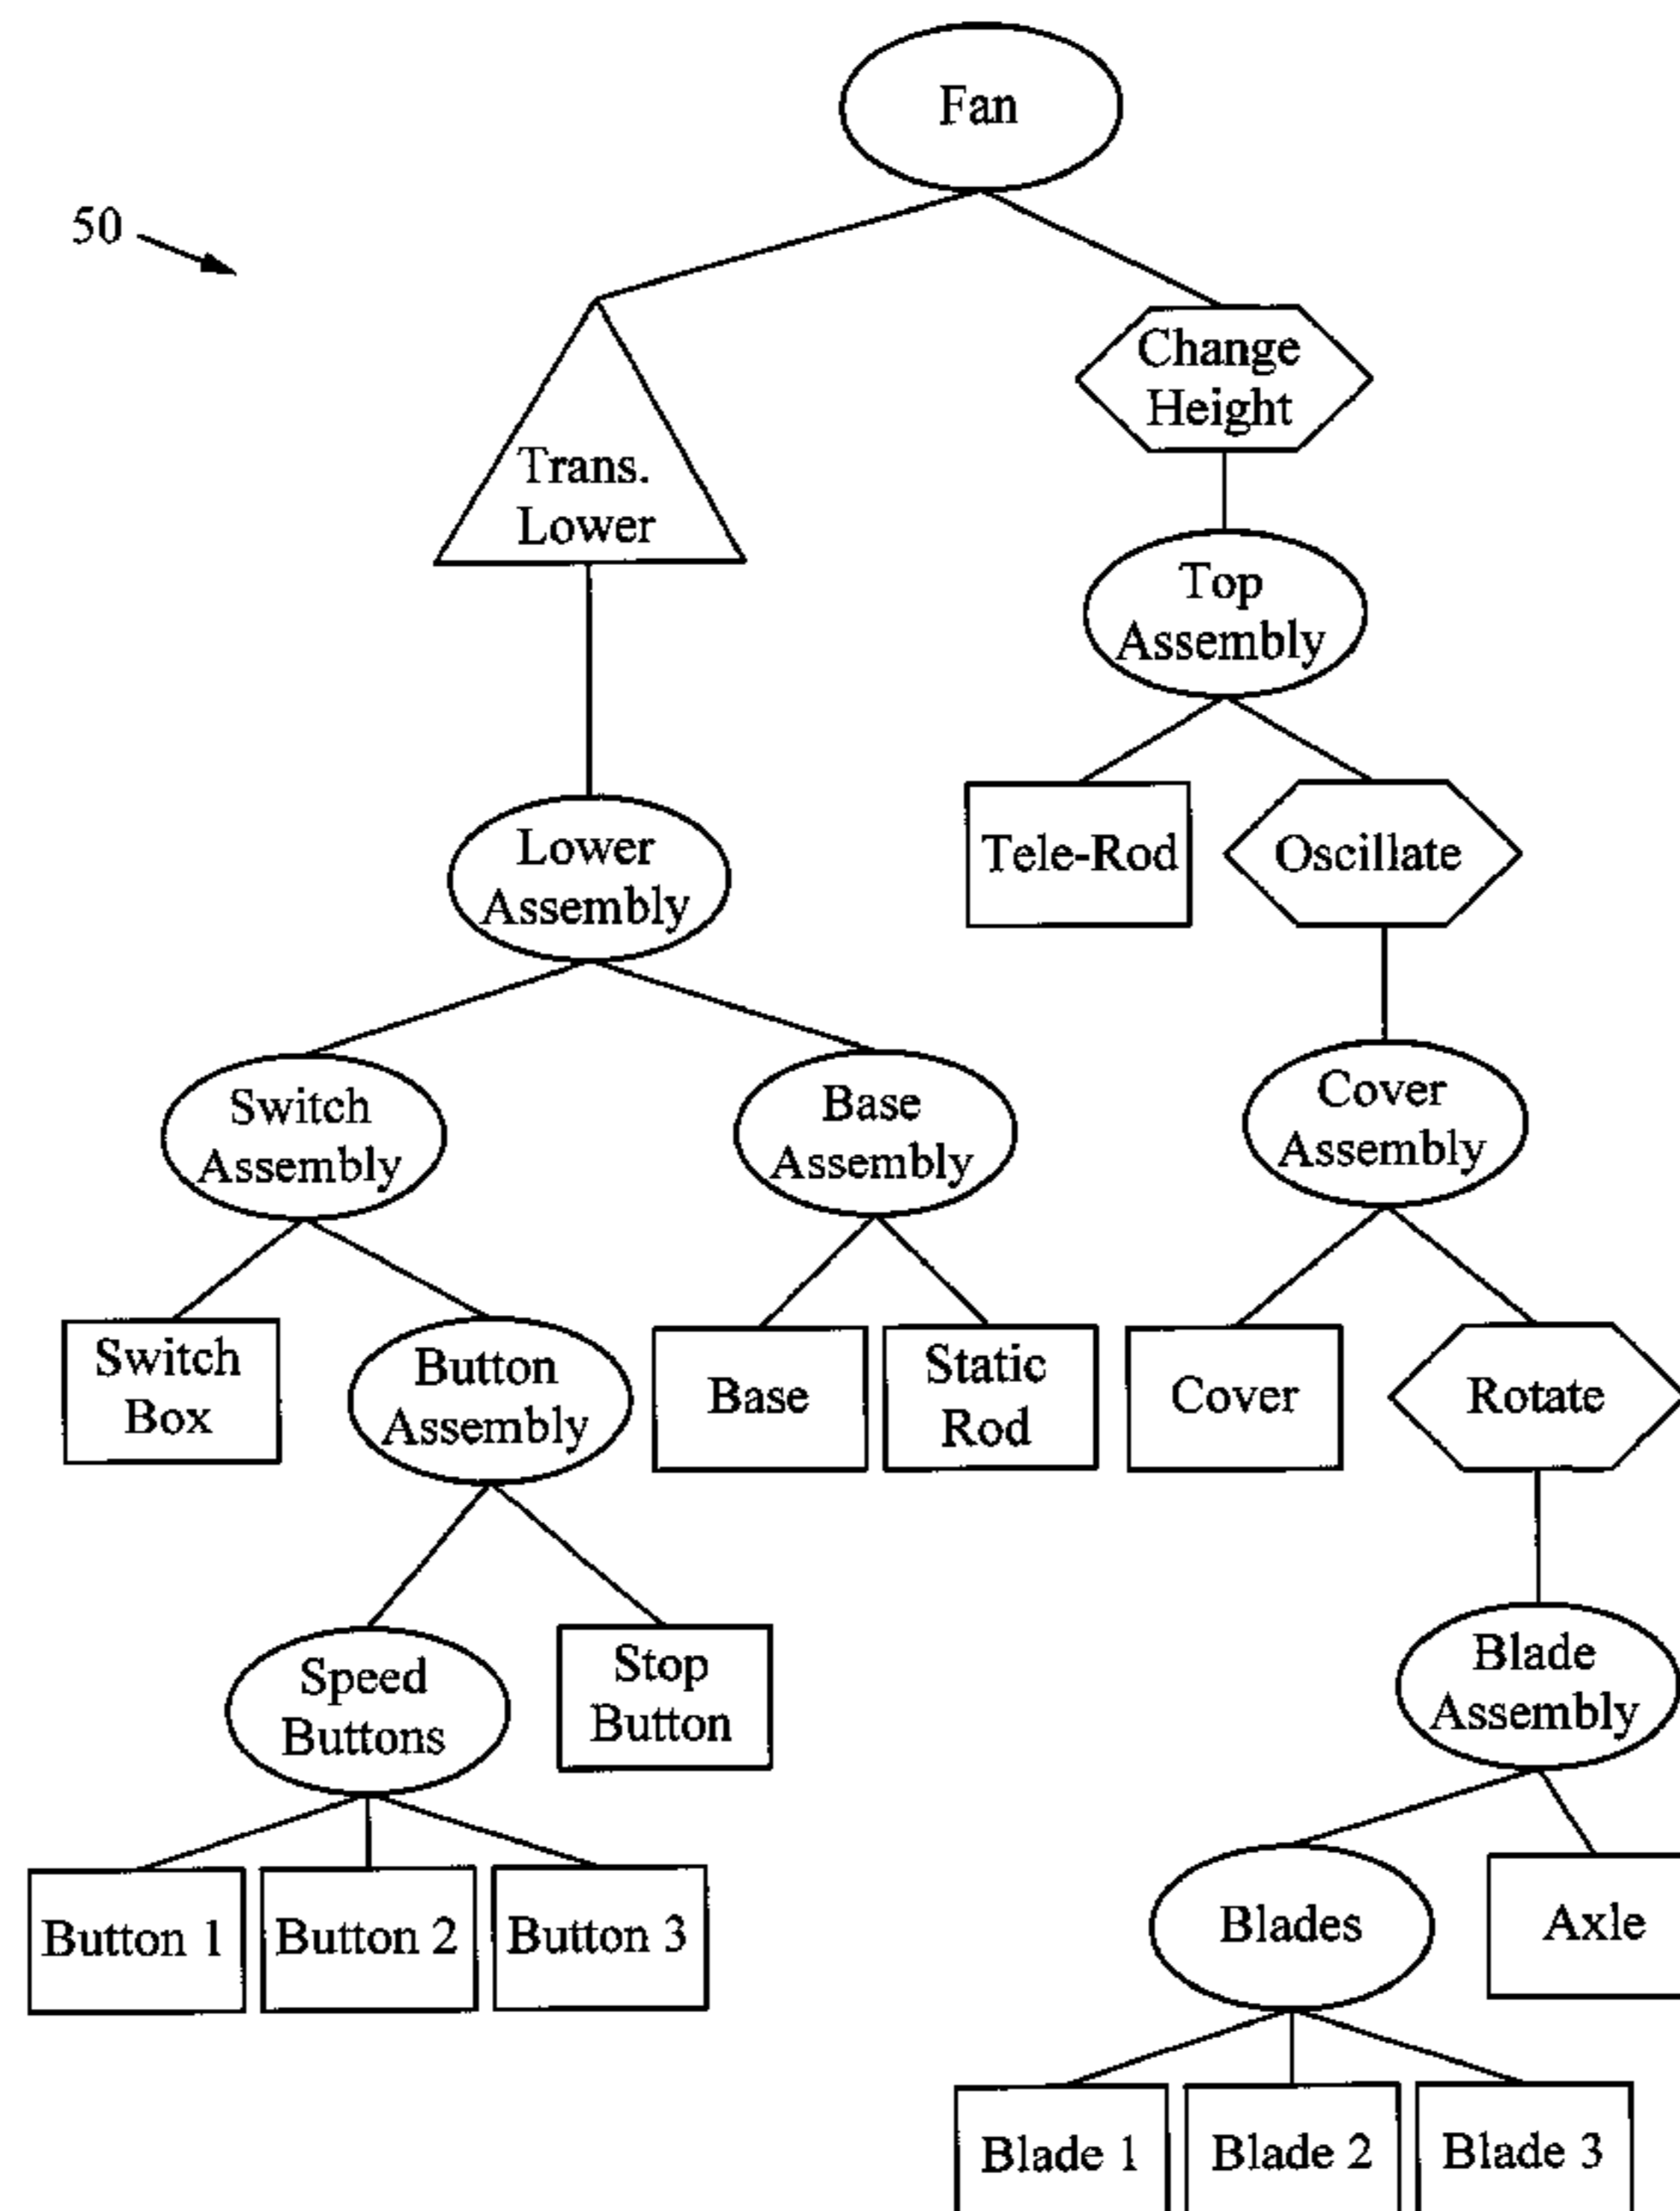 Fan
50
Change
Height
Trans.
Lower
Top
Assembly
Tele-Rod
Oscillate
Lower
Assembly
Switch
Assembly
Base
Assembly
Cover
Assembly
Switch
Box
Button
Assembly
Base
Static
Rod
Cover
Rotate
Speed
Buttons
Stop
Button
Blade
Assembly
Button 1
Button 2
Button 3
Blades
Axle
Blade 1
Blade 2
Blade 3